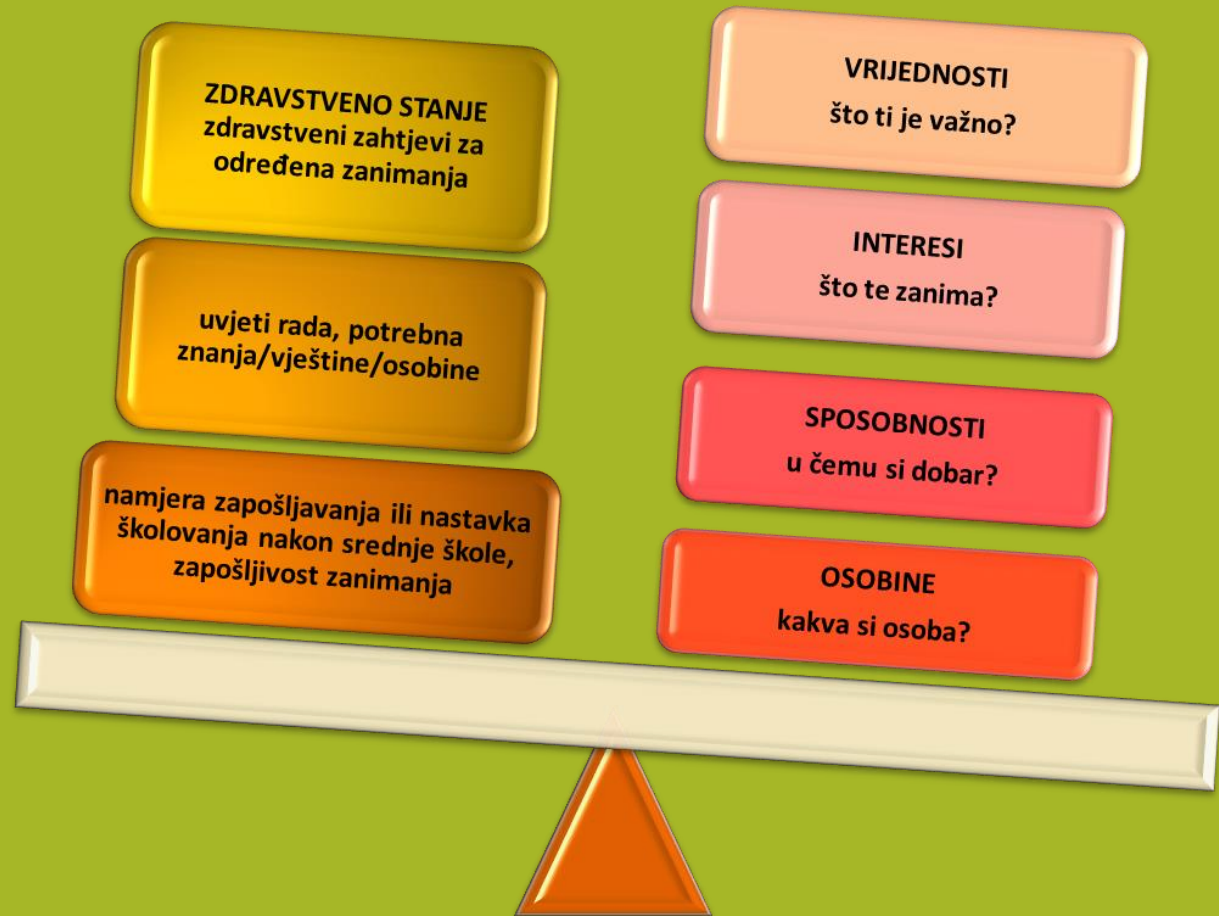 ZDRAVSTVENO STANJE
zdravstveni zahtjevi za
određena zanimanja
uvjeti rada, potrebna
znanja/vještine/osobine
namjera zapošljavanja ili nastavka
školovanja nakon srednje škole,
zapošljivost zanimanja
VRIJEDNOSTI
što ti je važno?
INTERESI
što te zanima?
SPOSOBNOSTI
u čemu si dobar?
OSOBINE
kakva si osoba?